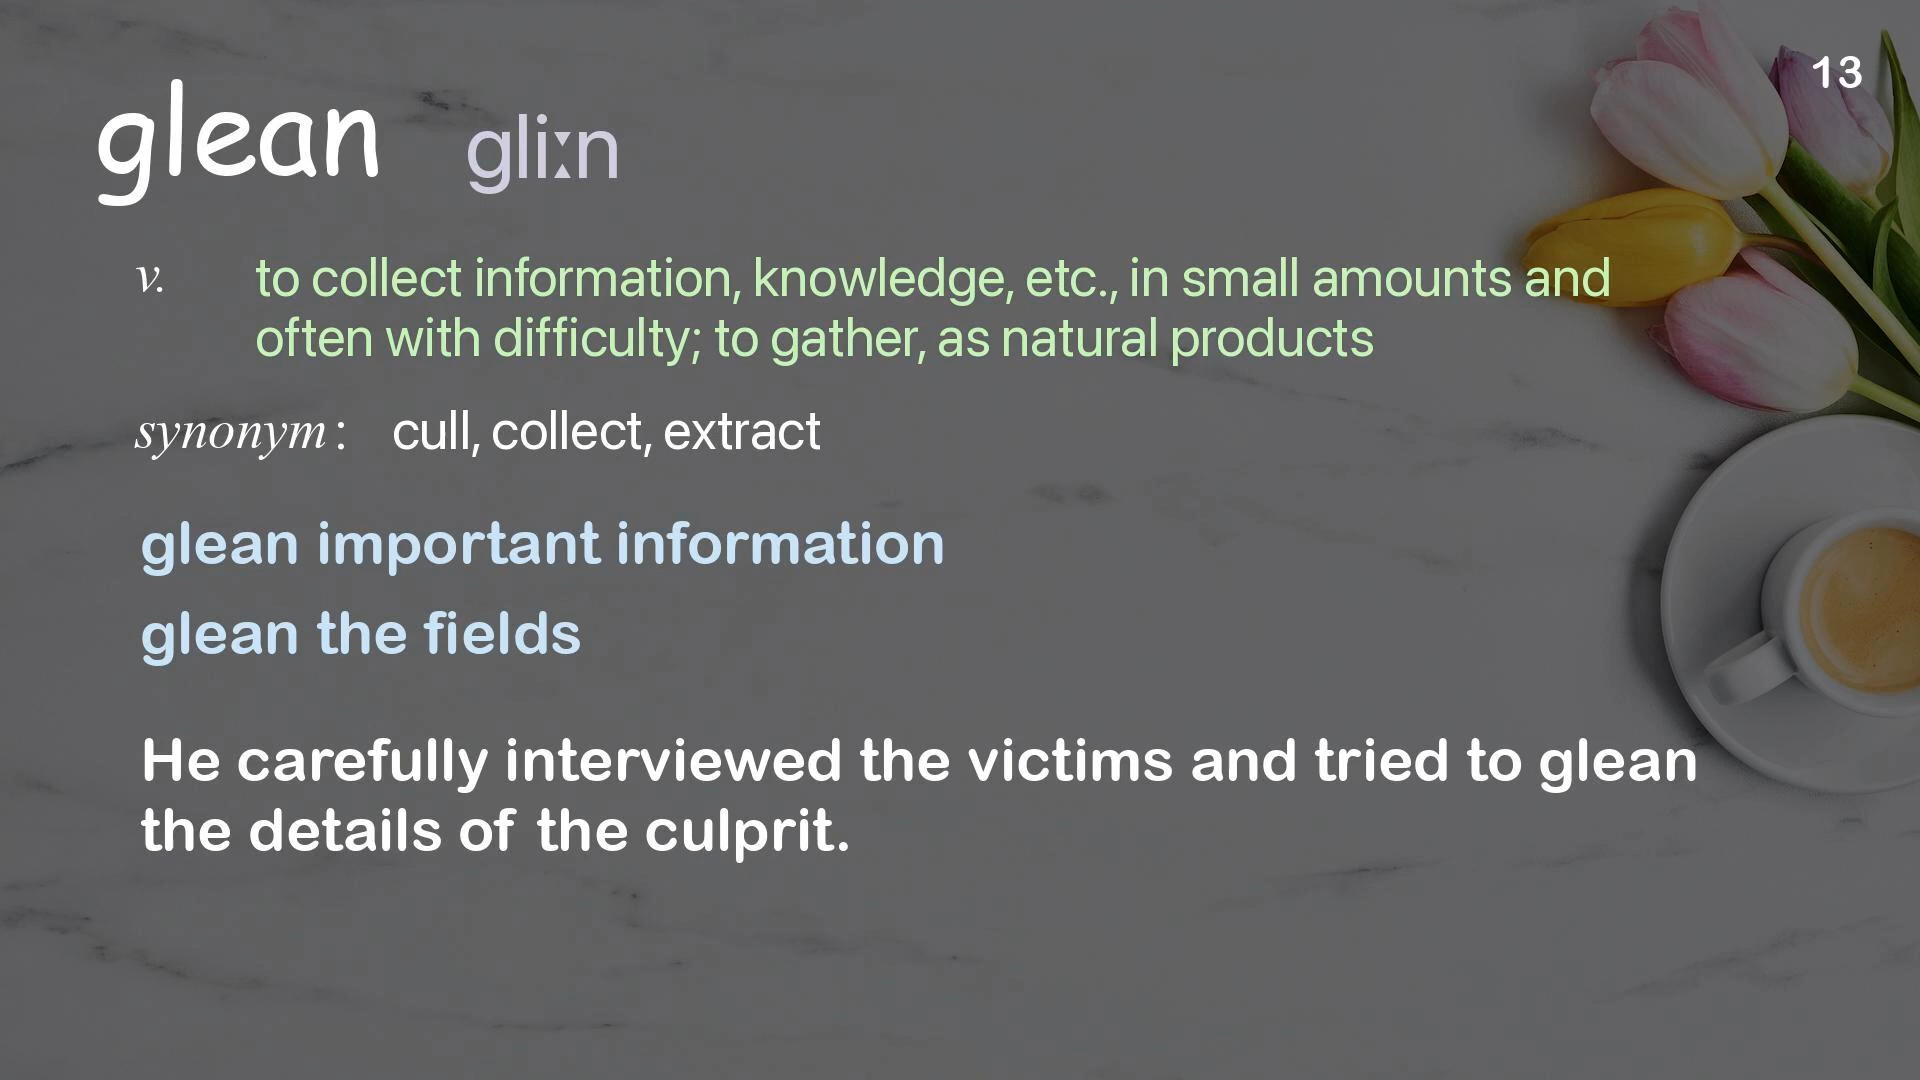 13
glean gliːn
v. to collect information, knowledge, etc., in small amounts and
often with difficulty; to gather, as natural products
synonym: cull, collect, extract
glean important information
glean the fields
He carefully interviewed the victims and tried to glean
the details of the culprit.